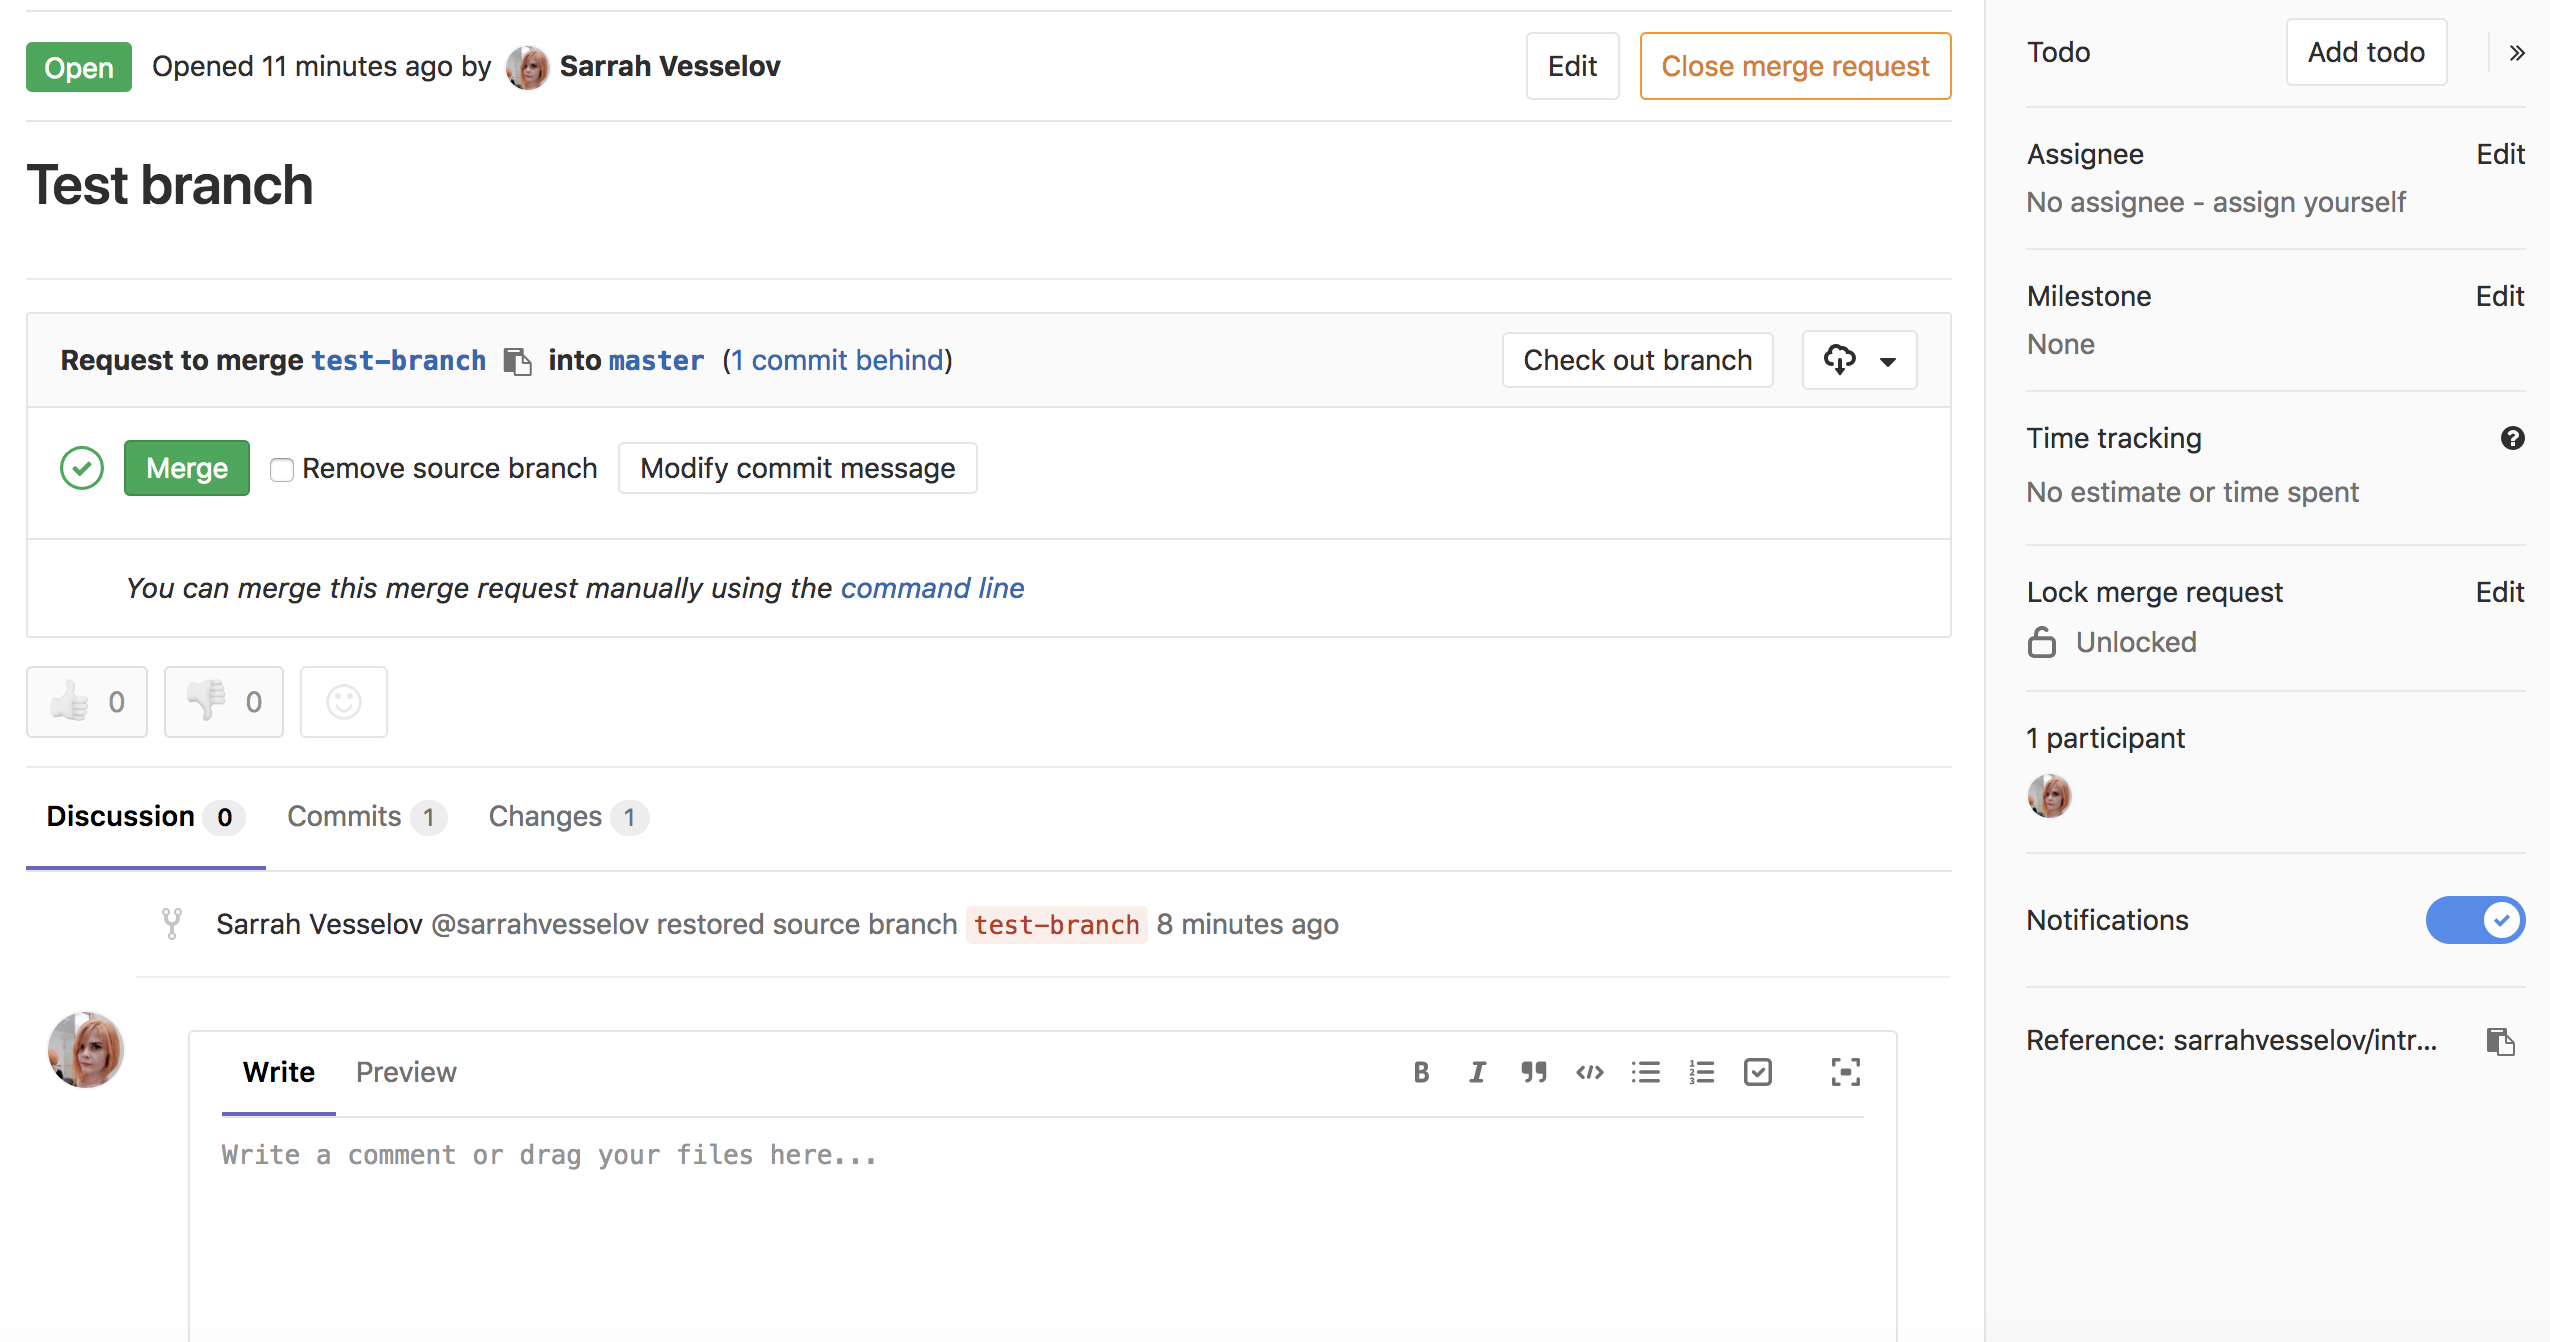 Open Opened 11 minutes ago by Sarrah Vesselov Edit Close merge request
Test branch
Request to merge test-branch into master (1 commit behind) Check out branch
Merge Remove source branch Modify commit message
You can merge this merge request manually using the command line
0 0
Discussion 0 Commits 1 Changes 1
Sarrah Vesselov @sarrahvesselov restored source branch test-branch 8 minutes ago
Write Preview
Write a comment or drag your files here...
Todo Add todo
Assignee Edit
No assignee - assign yourself
Milestone Edit
None
Time tracking
No estimate or time spent
Lock merge request Edit
Unlocked
1 participant
Notifications
Reference: sarrahvesselov/intr...